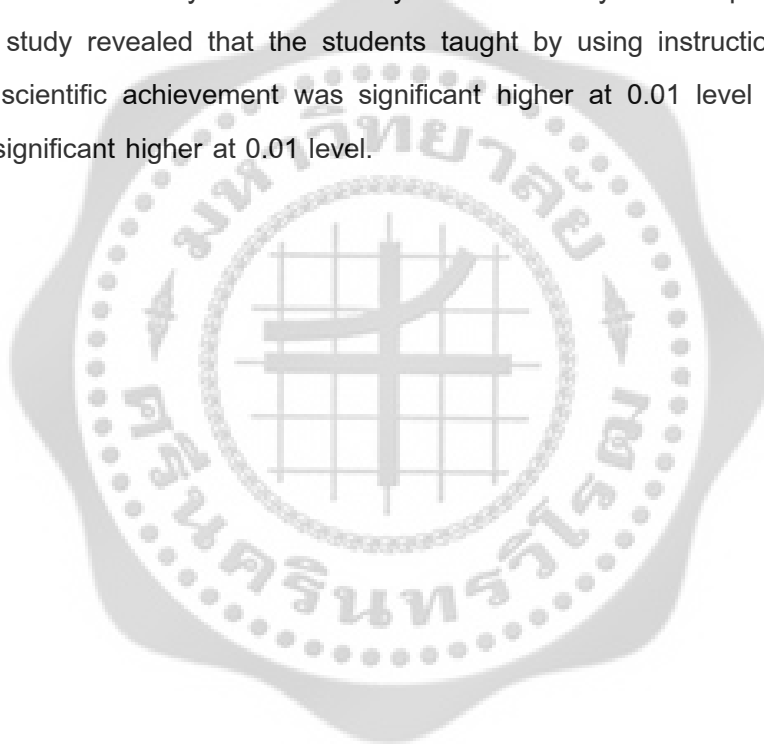 study revealed that the students taught by using instructio
scientific achievement was significant higher at 0.01 level
significant higher at 0.01 level.
มหาวิทยาลัย
ศรีนครินทรวิโรฒ